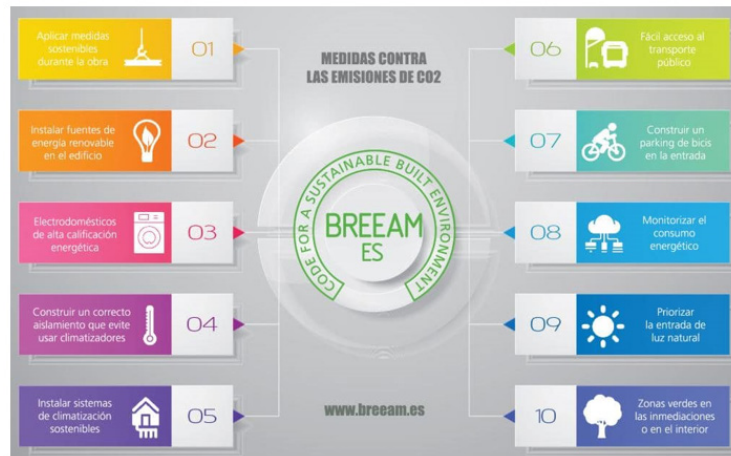 MEDIDAS CONTRA
LAS EMISIONES DE CO2
Aplicar medidas
sostenibles
durante la obra
01
Instalar fuentes de
energía renovable
en el edificio
02
Electrodomésticos
de alta calificación
energética
03
Construir un correcto
aislamiento que evite
usar climatizadores
04
Instalar sistemas
de climatización
sostenibles
05
CODE FOR A SUSTAINABLE BUILT ENVIRONMENT
BREEAM
ES
www.breeam.es
06
Fácil acceso al
transporte
público
07
Construir un
parking de bicis
en la entrada
08
Monitorizar el
consumo
energético
09
Priorizar
la entrada de
luz natural
10
Zonas verdes en
las inmediaciones
o en el interior